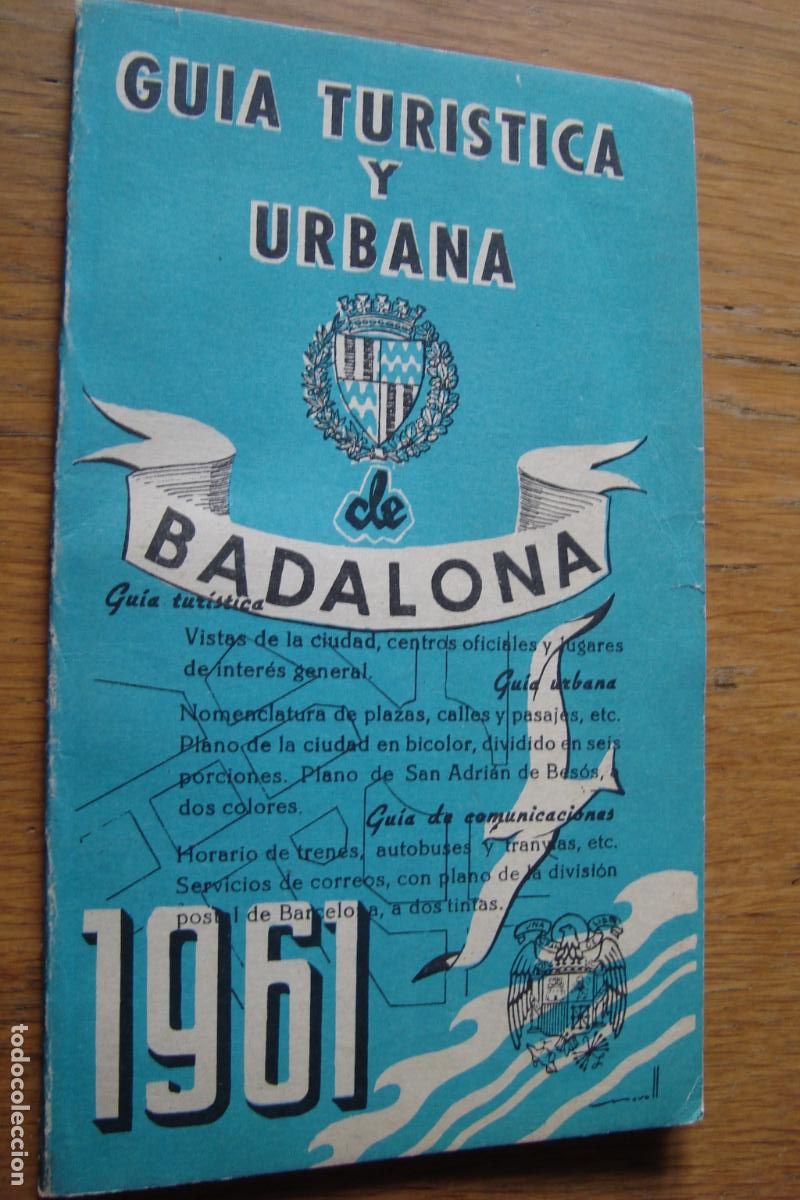 GUIA TURISTICA
Y
URBANA
de
BADALONA
Guía turística
Vistas de la ciudad, centros oficiales y lugares
de interés general.
Guía urbana
Nomenclatura de plazas, calles y pasajes, etc.
Plano de la ciudad en bicolor, dividido en seis
porciones. Plano de San Adrián de Besós, a
dos colores.
Guía de comunicaciones
Horario de trenes, autobuses y tranvías, etc.
Servicios de correos, con plano de la división
postal de Barcelona, a dos tintas.
1961
VNA
todocoleccion